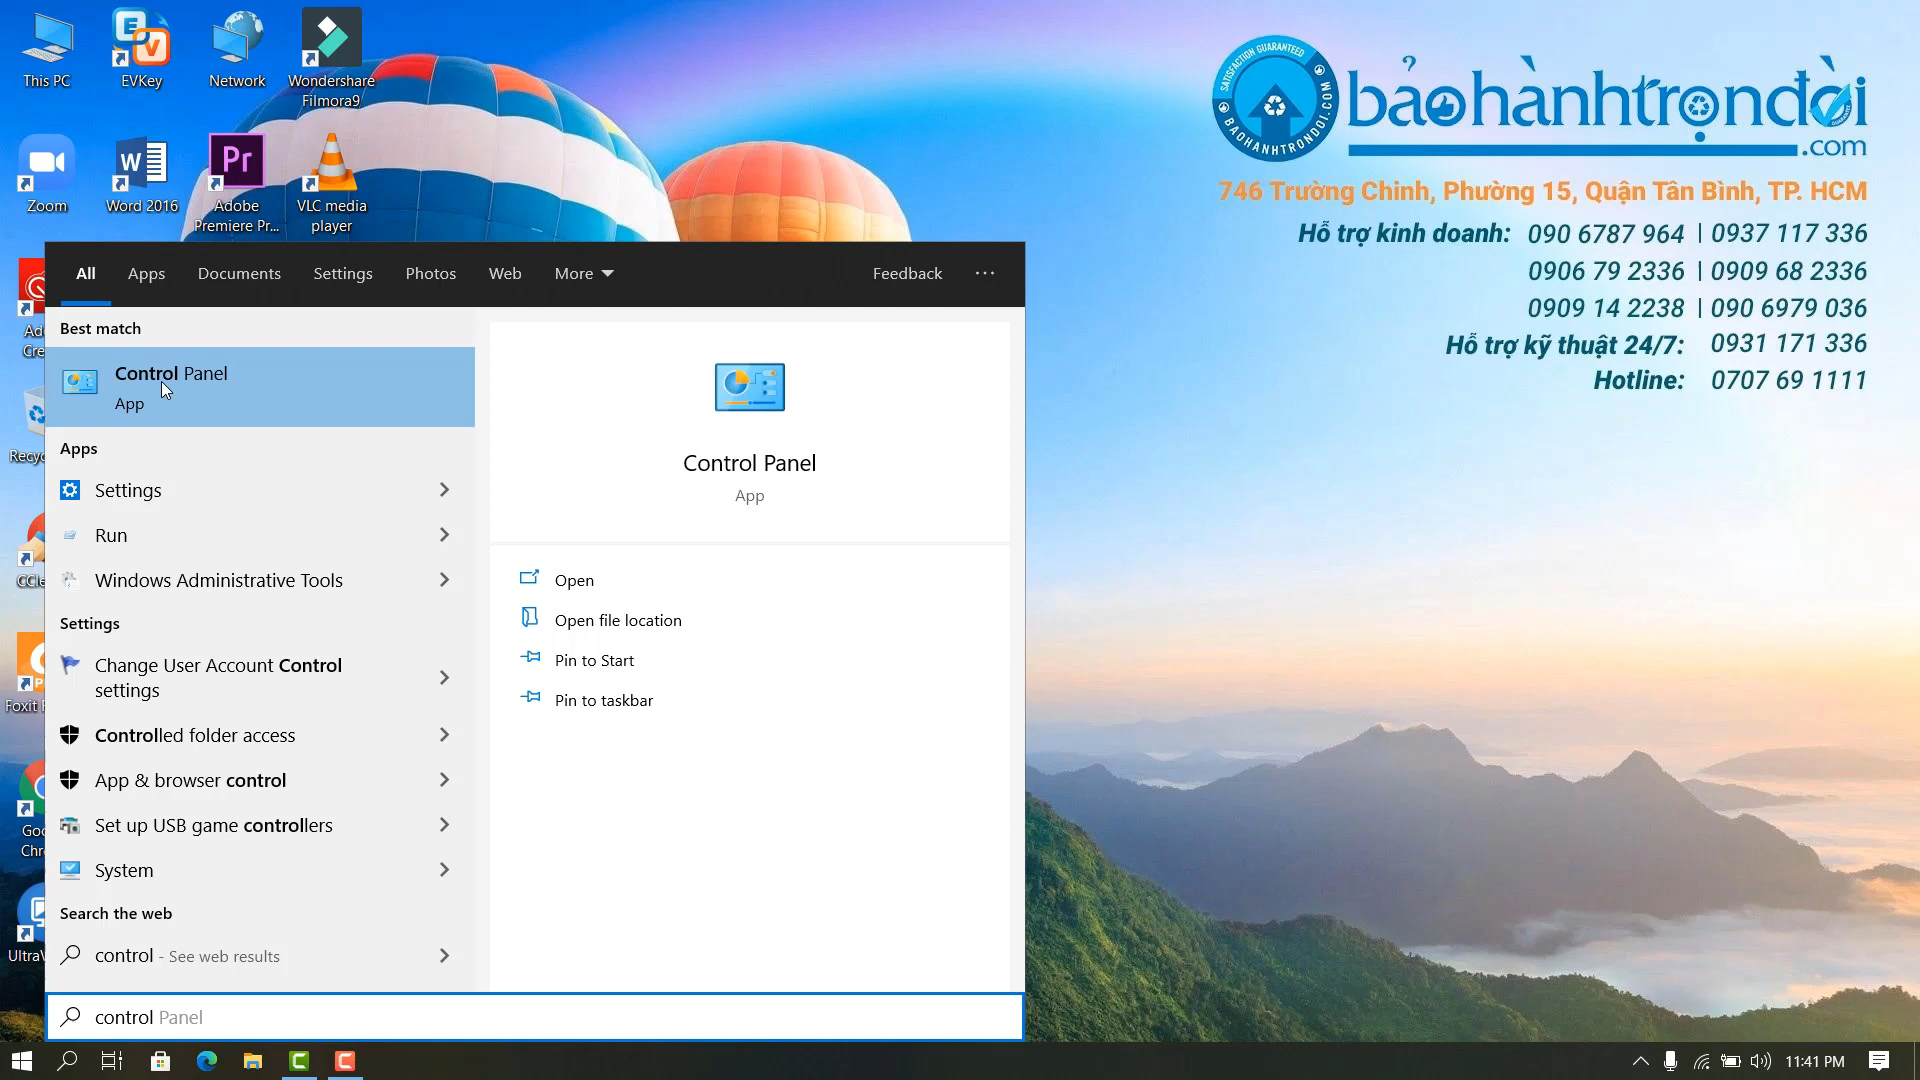 This PC
EVKey
Network
Wondershare
Filmora9
Zoom
Word 2016
Adobe
Premiere Pr...
VLC media
player
SATISFACTION GUARANTEED
BAOHANHTRONDOI.COM
bảohànhtrọnđời
.com
746 Trường Chinh, Phường 15, Quận Tân Bình, TP. HCM
Hỗ trợ kinh doanh: 090 6787 964 | 0937 117 336
0906 79 2336 | 0909 68 2336
0909 14 2238 | 090 6979 036
Hỗ trợ kỹ thuật 24/7: 0931 171 336
Hotline: 0707 69 1111
All
Apps
Documents
Settings
Photos
Web
More
Feedback
Best match
Control Panel
App
Apps
Settings
Run
Windows Administrative Tools
Settings
Change User Account Control
settings
Controlled folder access
App & browser control
Set up USB game controllers
System
Search the web
control - See web results
control Panel
Control Panel
App
Open
Open file location
Pin to Start
Pin to taskbar
Foxit
11:41 PM